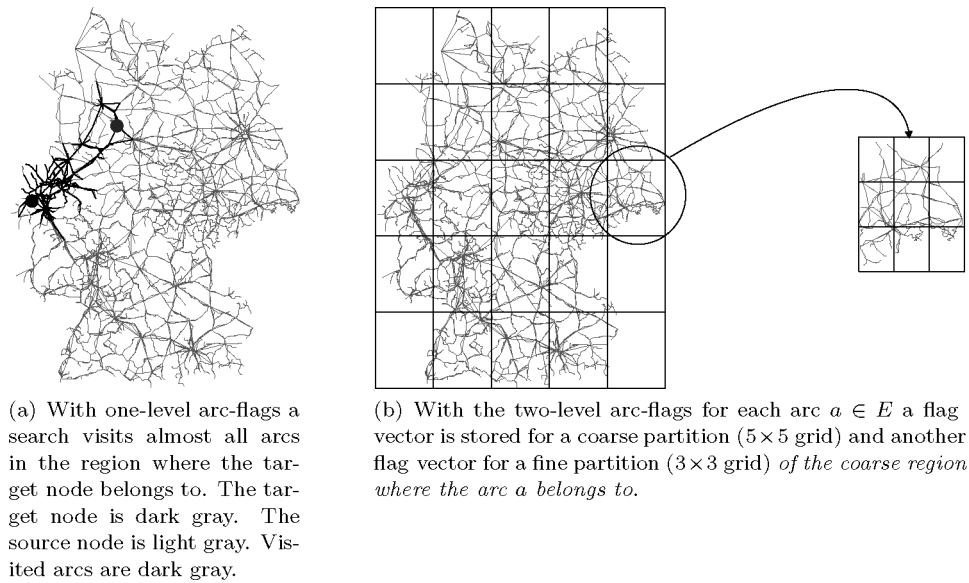 (a) With one-level arc-flags a
search visits almost all arcs
in the region where the tar-
get node belongs to. The tar-
get node is dark gray. The
source node is light gray. Vis-
ited arcs are dark gray.
(b) With the two-level arc-flags for each arc a ∈ E a flag
vector is stored for a coarse partition (5×5 grid) and another
flag vector for a fine partition (3×3 grid) of the coarse region
where the arc a belongs to.